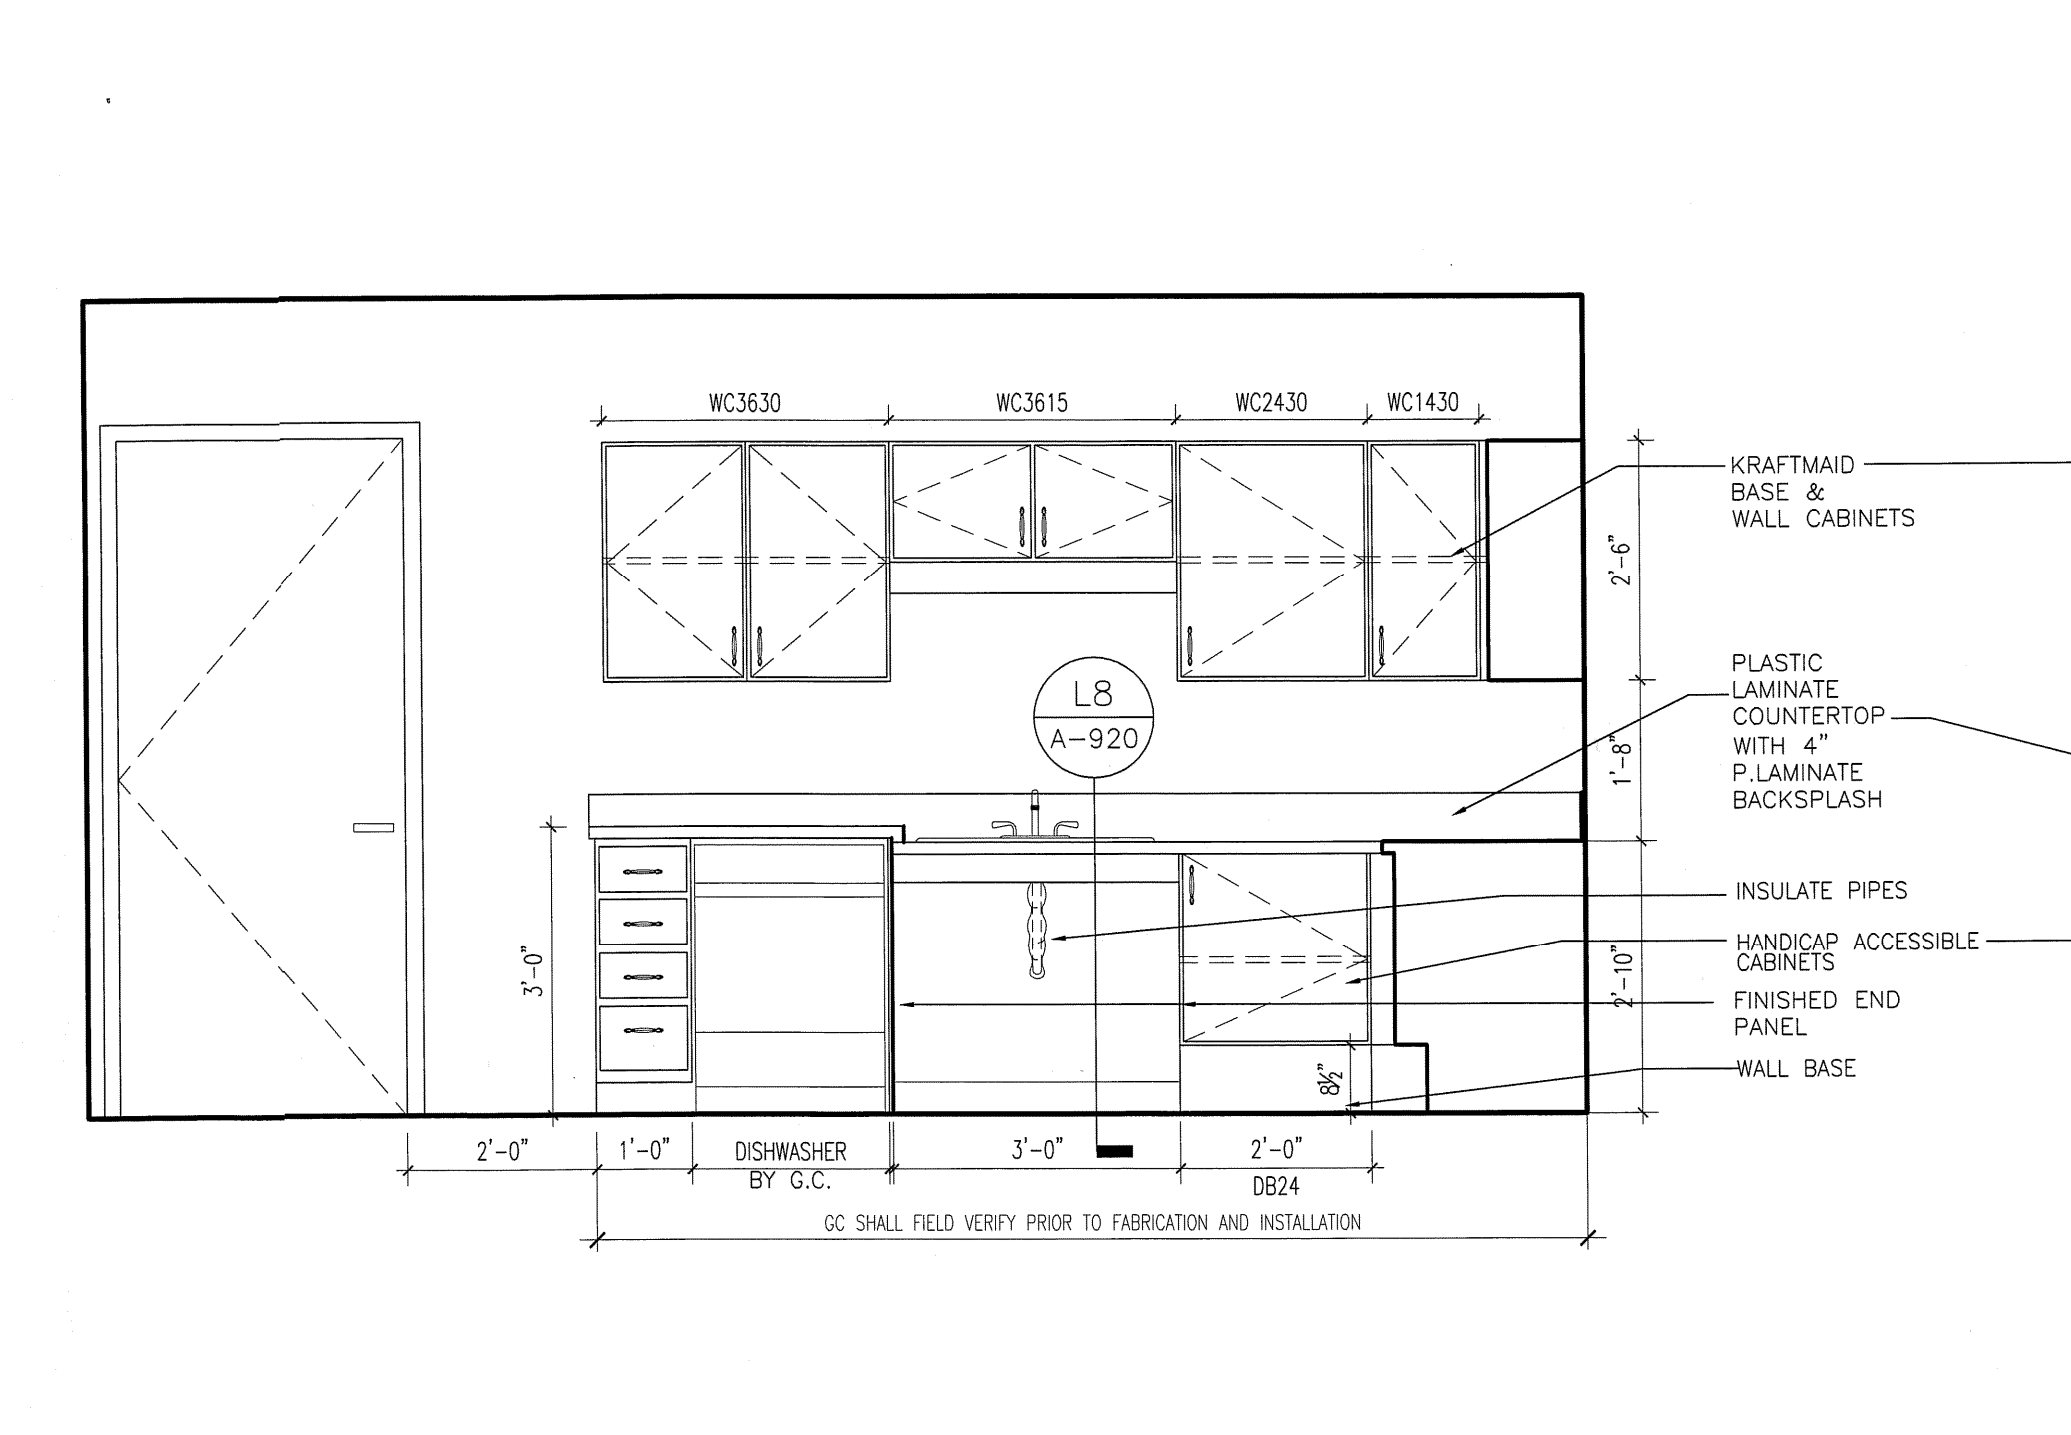 WC3630
WC3615
WC2430
WC1430
KRAFTMAID
BASE &
WALL CABINETS
2'-6"
PLASTIC
LAMINATE
COUNTERTOP
WITH 4"
P.LAMINATE
BACKSPLASH
1'-8"
L8
A-920
INSULATE PIPES
HANDICAP ACCESSIBLE
CABINETS
3'-0"
2'-10"
FINISHED END
PANEL
8½"
WALL BASE
2'-0"
1'-0"
DISHWASHER
BY G.C.
3'-0"
2'-0"
DB24
GC SHALL FIELD VERIFY PRIOR TO FABRICATION AND INSTALLATION